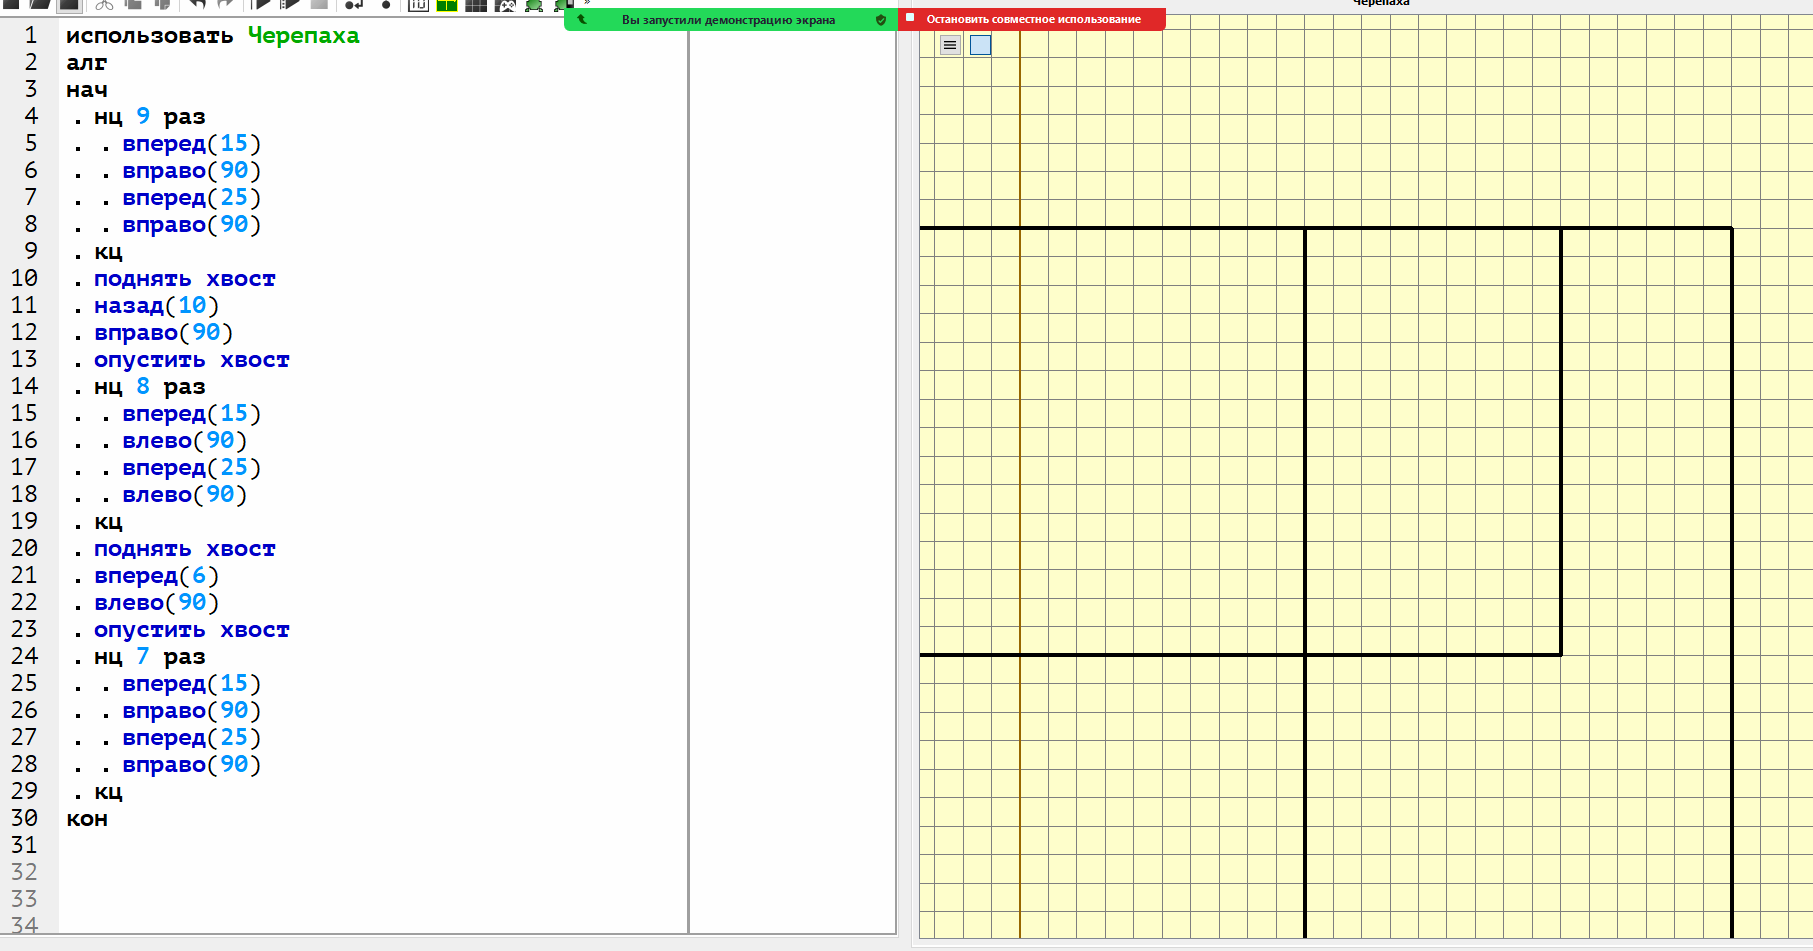 Черепаха
Вы запустили демонстрацию экрана
Остановить совместное использование
1 использовать Черепаха
2 алг
3 нач
4 . нц 9 раз
5 . . вперед(15)
6 . . вправо(90)
7 . . вперед(25)
8 . . вправо(90)
9 . кц
10 . поднять хвост
11 . назад(10)
12 . вправо(90)
13 . опустить хвост
14 . нц 8 раз
15 . . вперед(15)
16 . . влево(90)
17 . . вперед(25)
18 . . влево(90)
19 . кц
20 . поднять хвост
21 . вперед(6)
22 . влево(90)
23 . опустить хвост
24 . нц 7 раз
25 . . вперед(15)
26 . . вправо(90)
27 . . вперед(25)
28 . . вправо(90)
29 . кц
30 кон
31
32
33
34